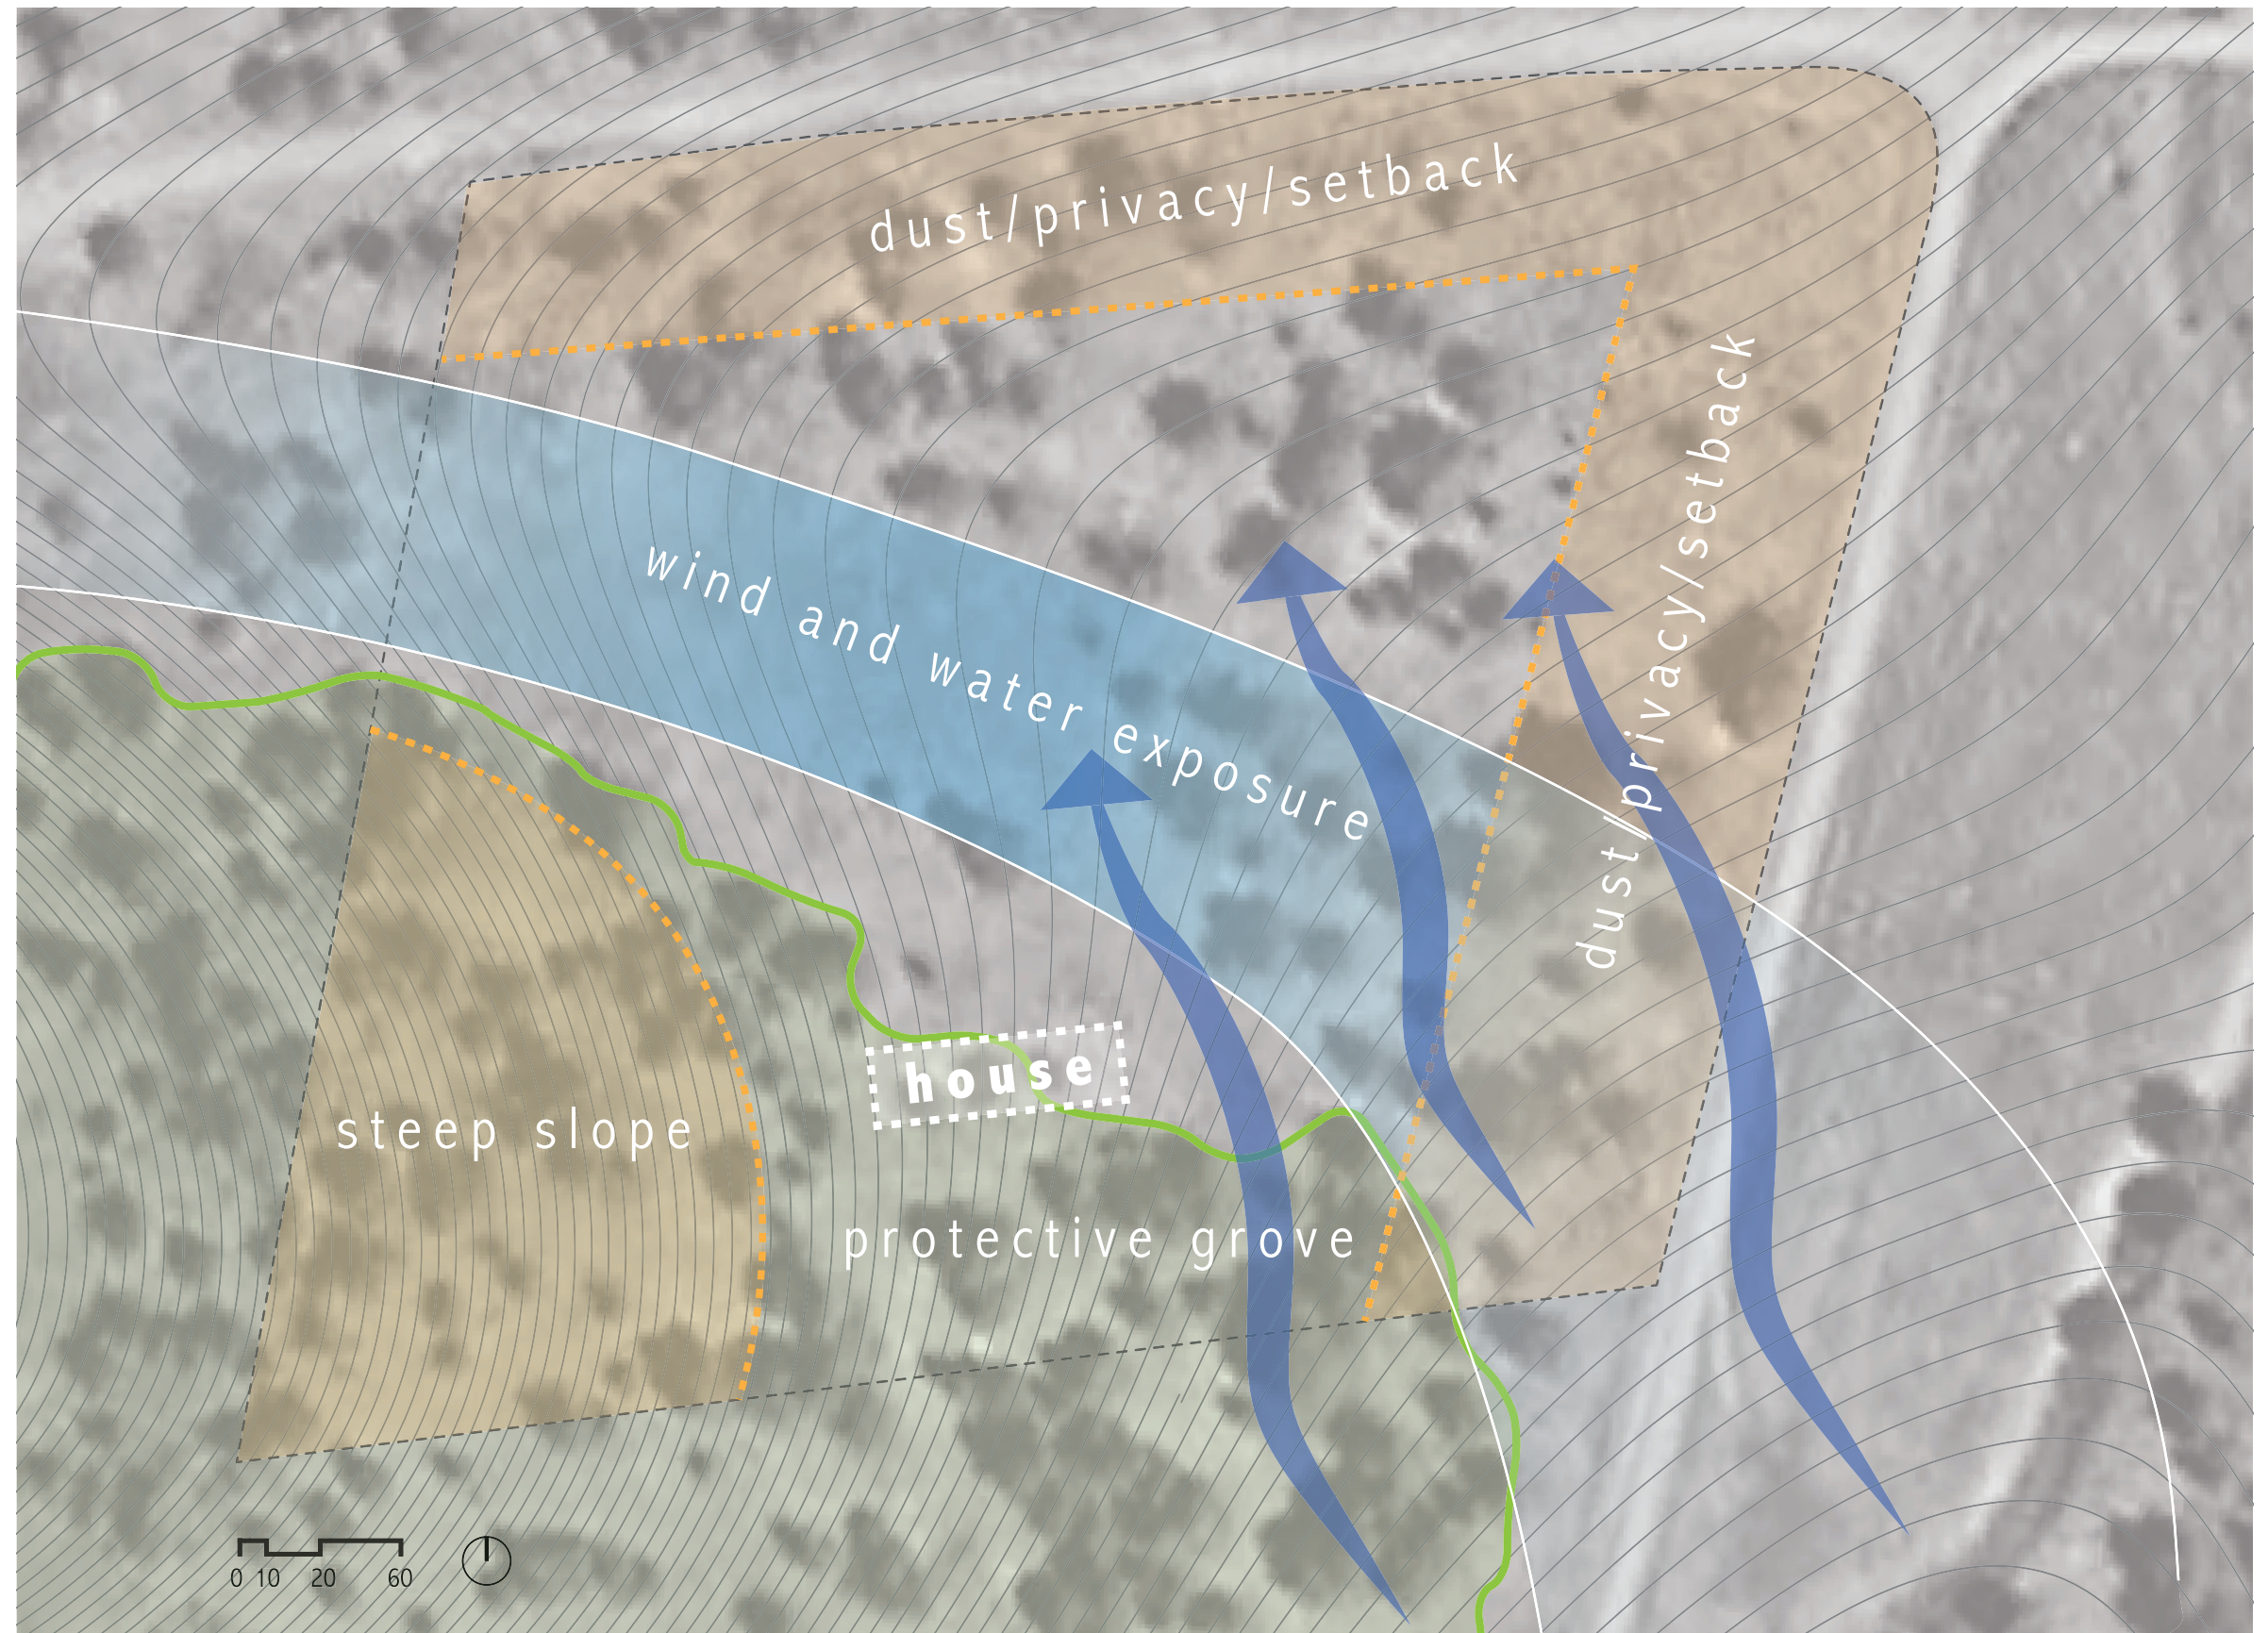 dust/privacy/setback
dust/privacy/setback
wind and water exposure
house
steep slope
protective grove
0 10 20 60